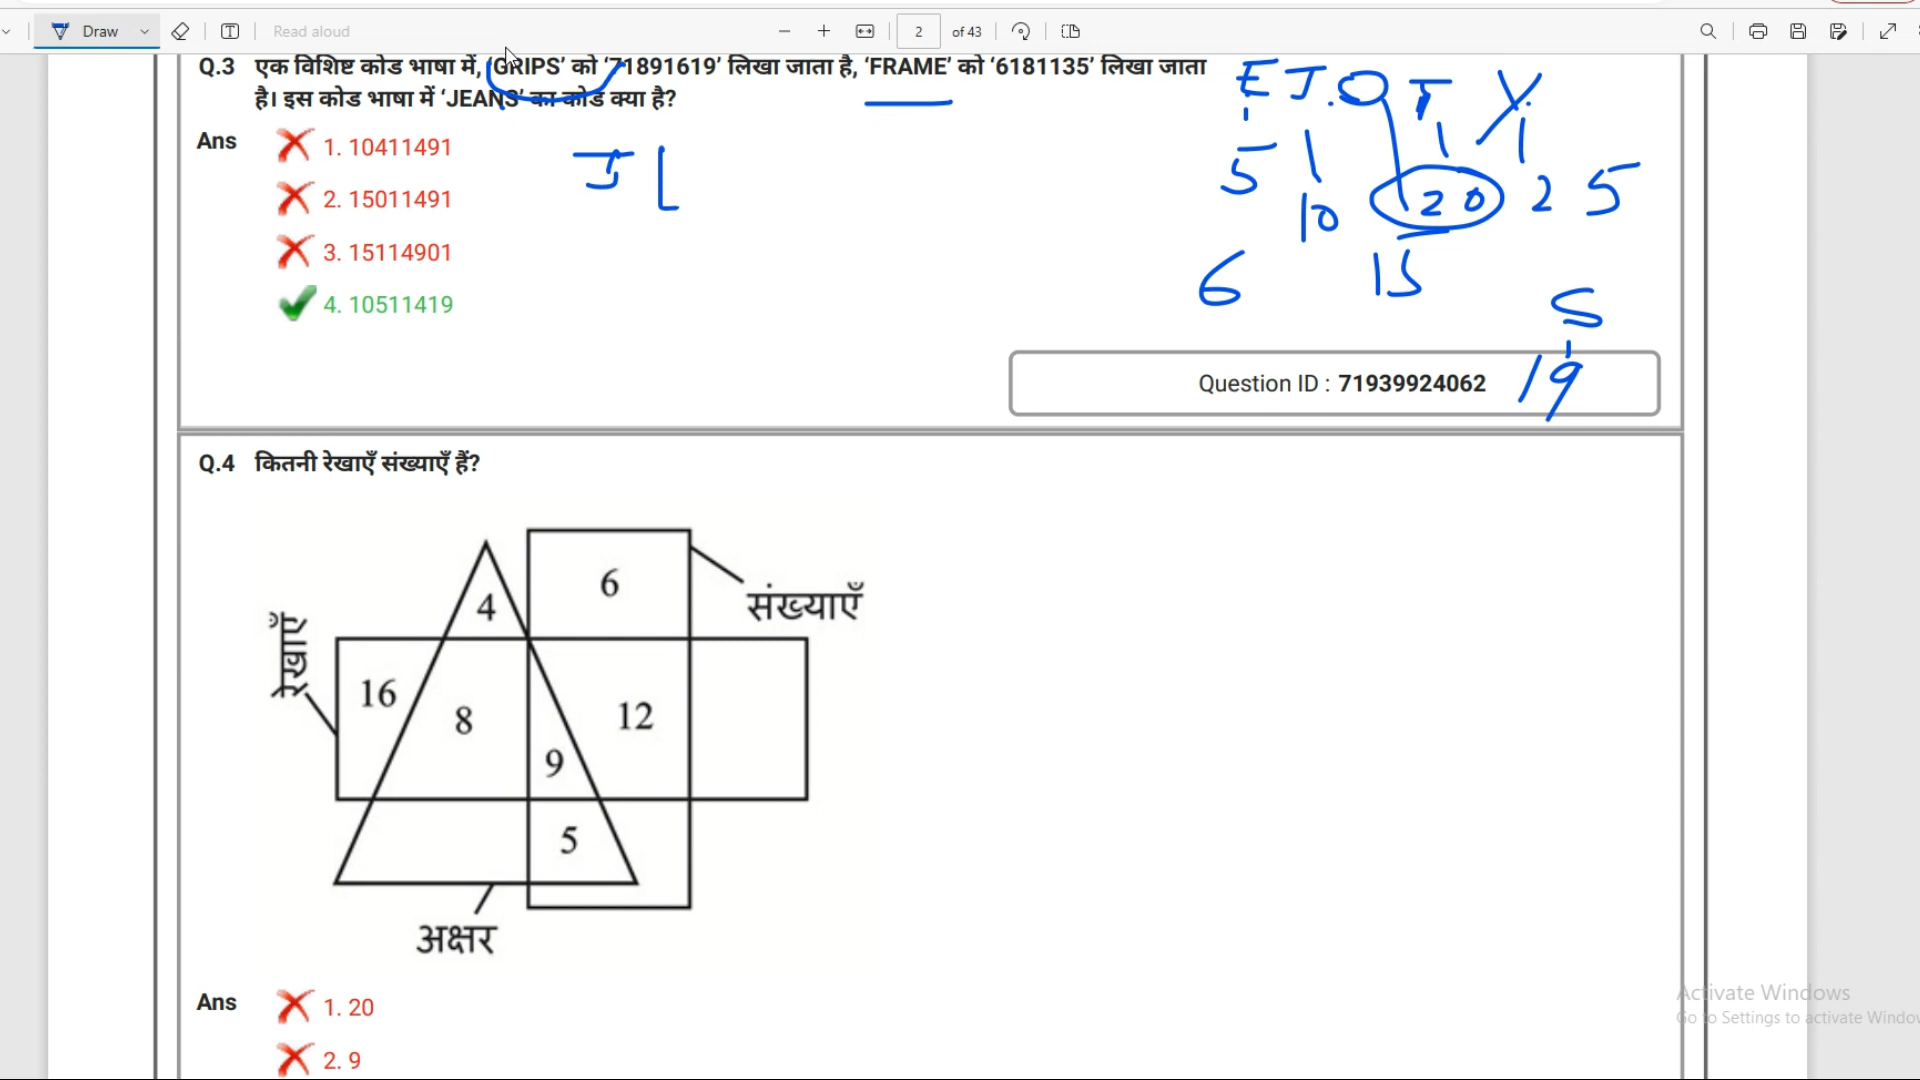 Draw
Read aloud
2 of 43
Q.3 एक विशिष्ट कोड भाषा में, ‘GRIPS’ को ‘71891619’ लिखा जाता है, ‘FRAME’ को ‘6181135’ लिखा जाता
है। इस कोड भाषा में ‘JEANS’ का कोड क्या है?
Ans
1. 10411491
2. 15011491
3. 15114901
4. 10511419
E J O T Y
5 10 20 25
6 15
S
19
J
Question ID : 71939924062
Q.4 कितनी रेखाएँ संख्याएँ हैं?
6
4
संख्याएँ
रेखाएँ
16
8
12
9
5
अक्षर
Ans
1. 20
2. 9
Activate Windows
Go to Settings to activate Window